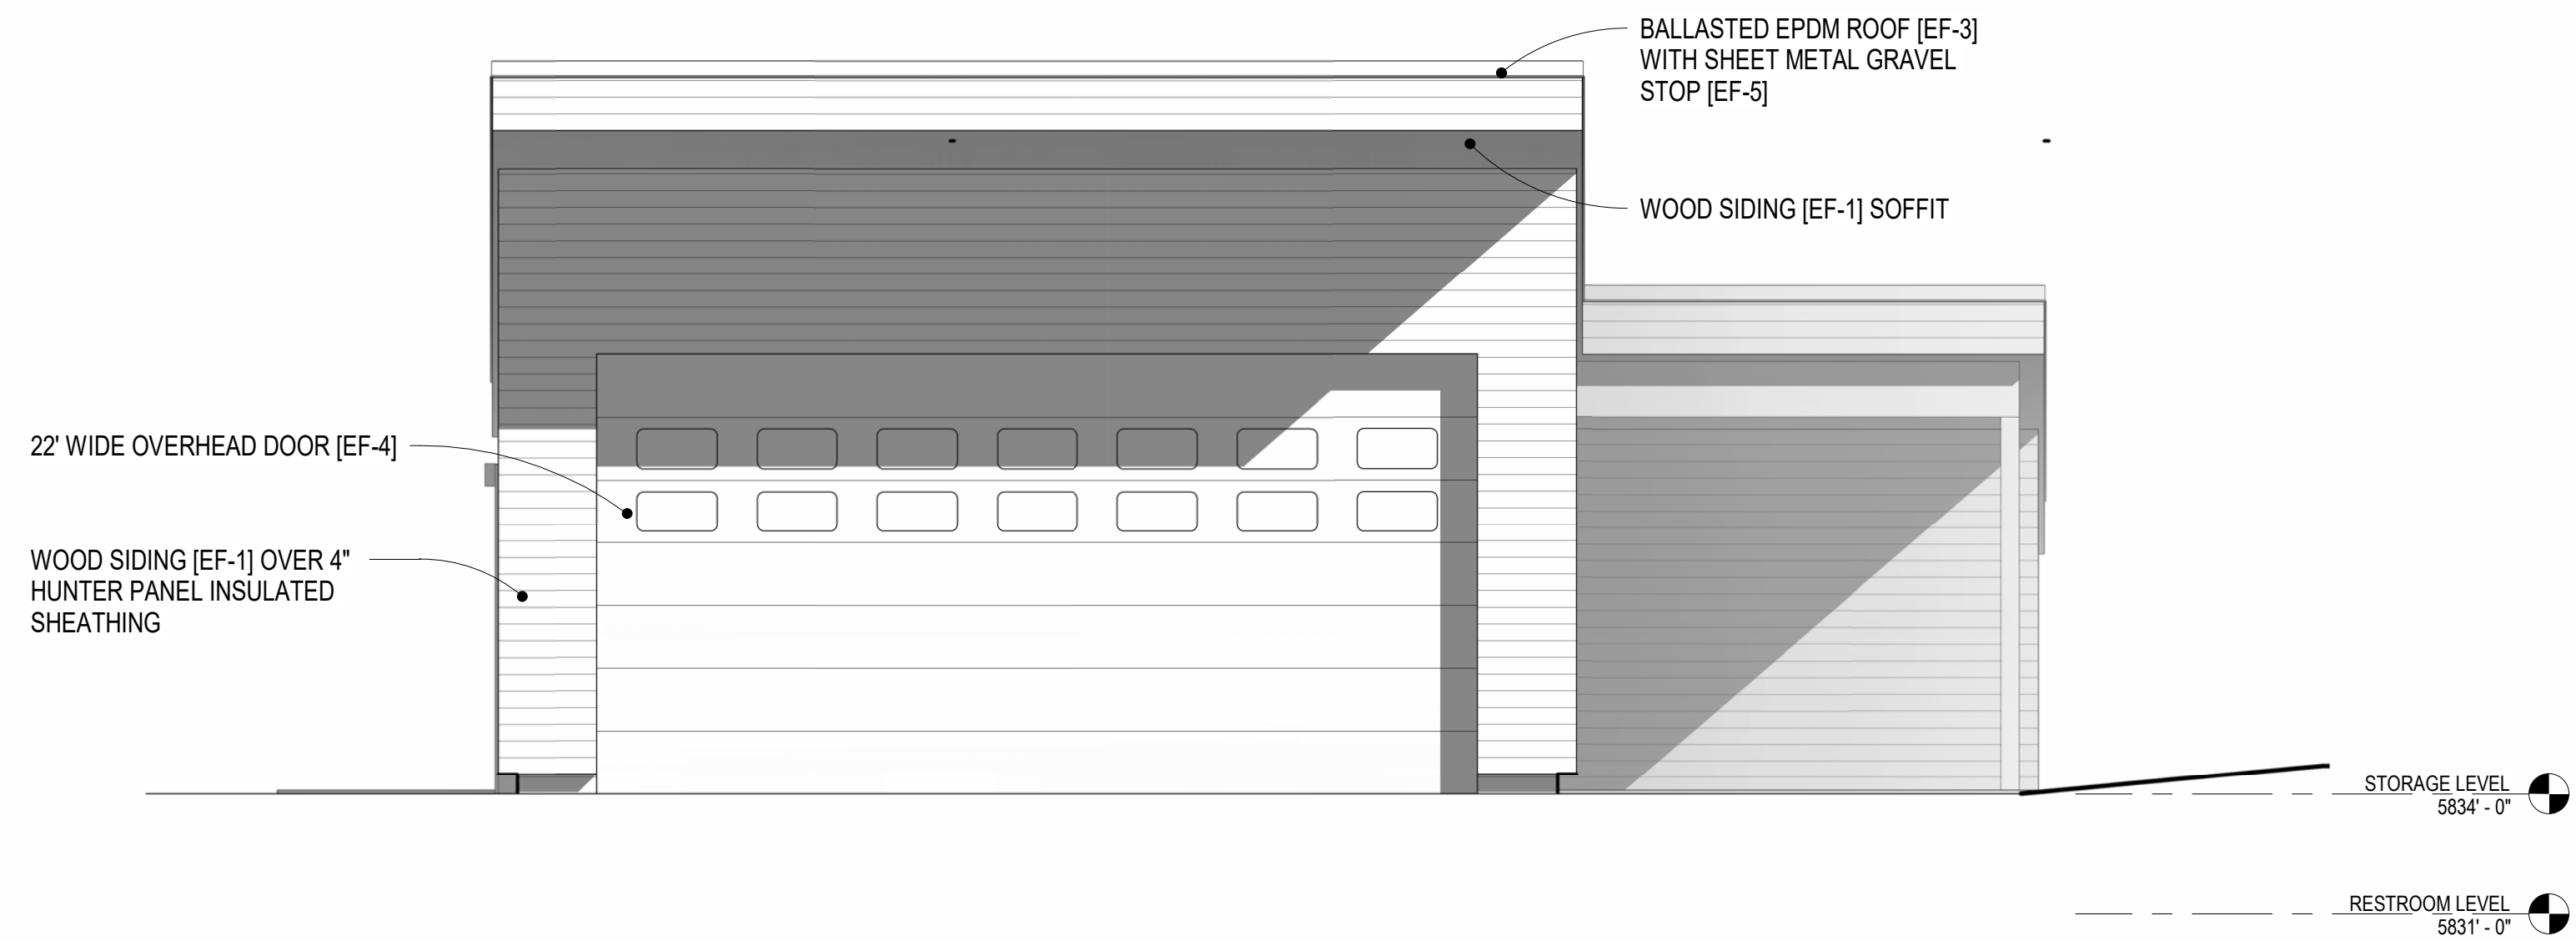 BALLASTED EPDM ROOF [EF-3]
WITH SHEET METAL GRAVEL
STOP [EF-5]
WOOD SIDING [EF-1] SOFFIT
22' WIDE OVERHEAD DOOR [EF-4]
WOOD SIDING [EF-1] OVER 4"
HUNTER PANEL INSULATED
SHEATHING
STORAGE LEVEL
5834' - 0"
RESTROOM LEVEL
5831' - 0"